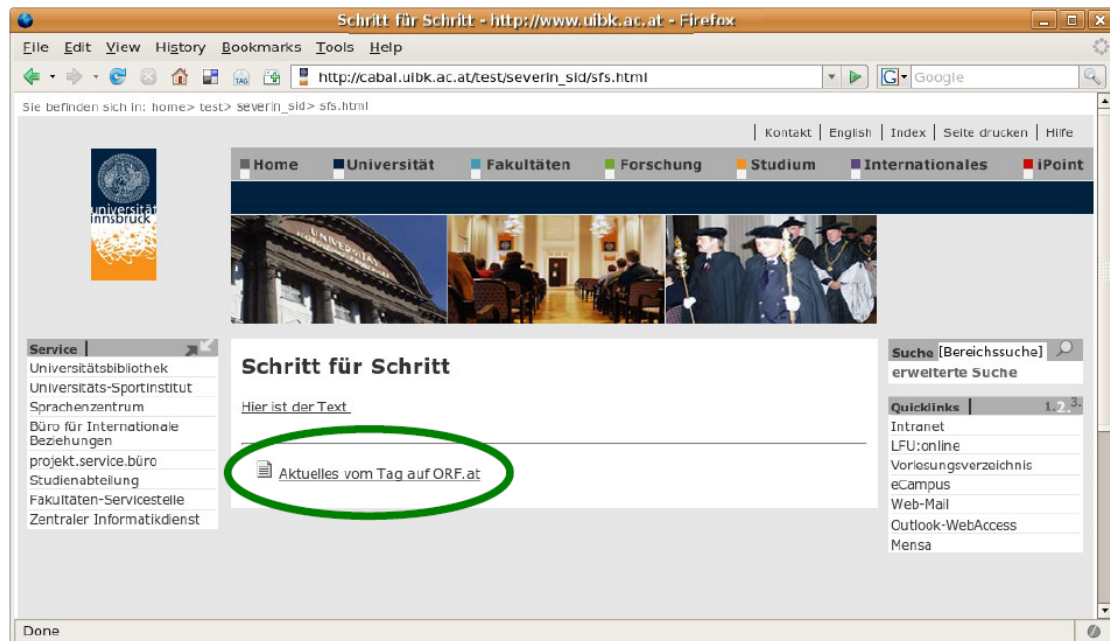 Schritt für Schritt - http://www.uibk.ac.at - Firefox
File Edit View History Bookmarks Tools Help
TAG http://cabal.uibk.ac.at/test/severin_sid/sfs.html G Google
Sie befinden sich in: home> test> severin_sid> sfs.html
| Kontakt | English | Index | Seite drucken | Hilfe
Home Universität Fakultäten Forschung Studium Internationales iPoint
universität
innsbruck
UNIVERSITÄT
Service |
Universitätsbibliothek
Universitäts-Sportinstitut
Sprachenzentrum
Büro für Internationale
Beziehungen
projekt.service.büro
Studienabteilung
Fakultäten-Servicestelle
Zentraler Informatikdienst
Schritt für Schritt
Hier ist der Text
Aktuelles vom Tag auf ORF.at
Suche [Bereichssuche]
erweiterte Suche
Quicklinks | 1.2.3.
Intranet
LFU:online
Vorlesungsverzeichnis
eCampus
Web-Mail
Outlook-WebAccess
Mensa
Done